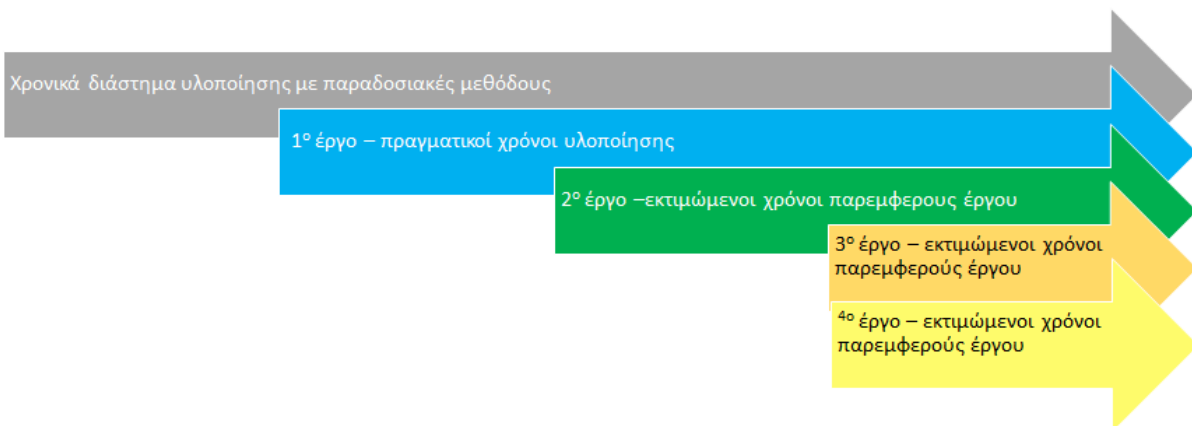 Χρονικά διάστημα υλοποίησης με παραδοσιακές μεθόδους
1ο έργο – πραγματικοί χρόνοι υλοποίησης
2ο έργο –εκτιμώμενοι χρόνοι παρεμφερους έργου
3ο έργο – εκτιμώμενοι χρόνοι
παρεμφερούς έργου
4ο έργο – εκτιμώμενοι χρόνοι
παρεμφερούς έργου